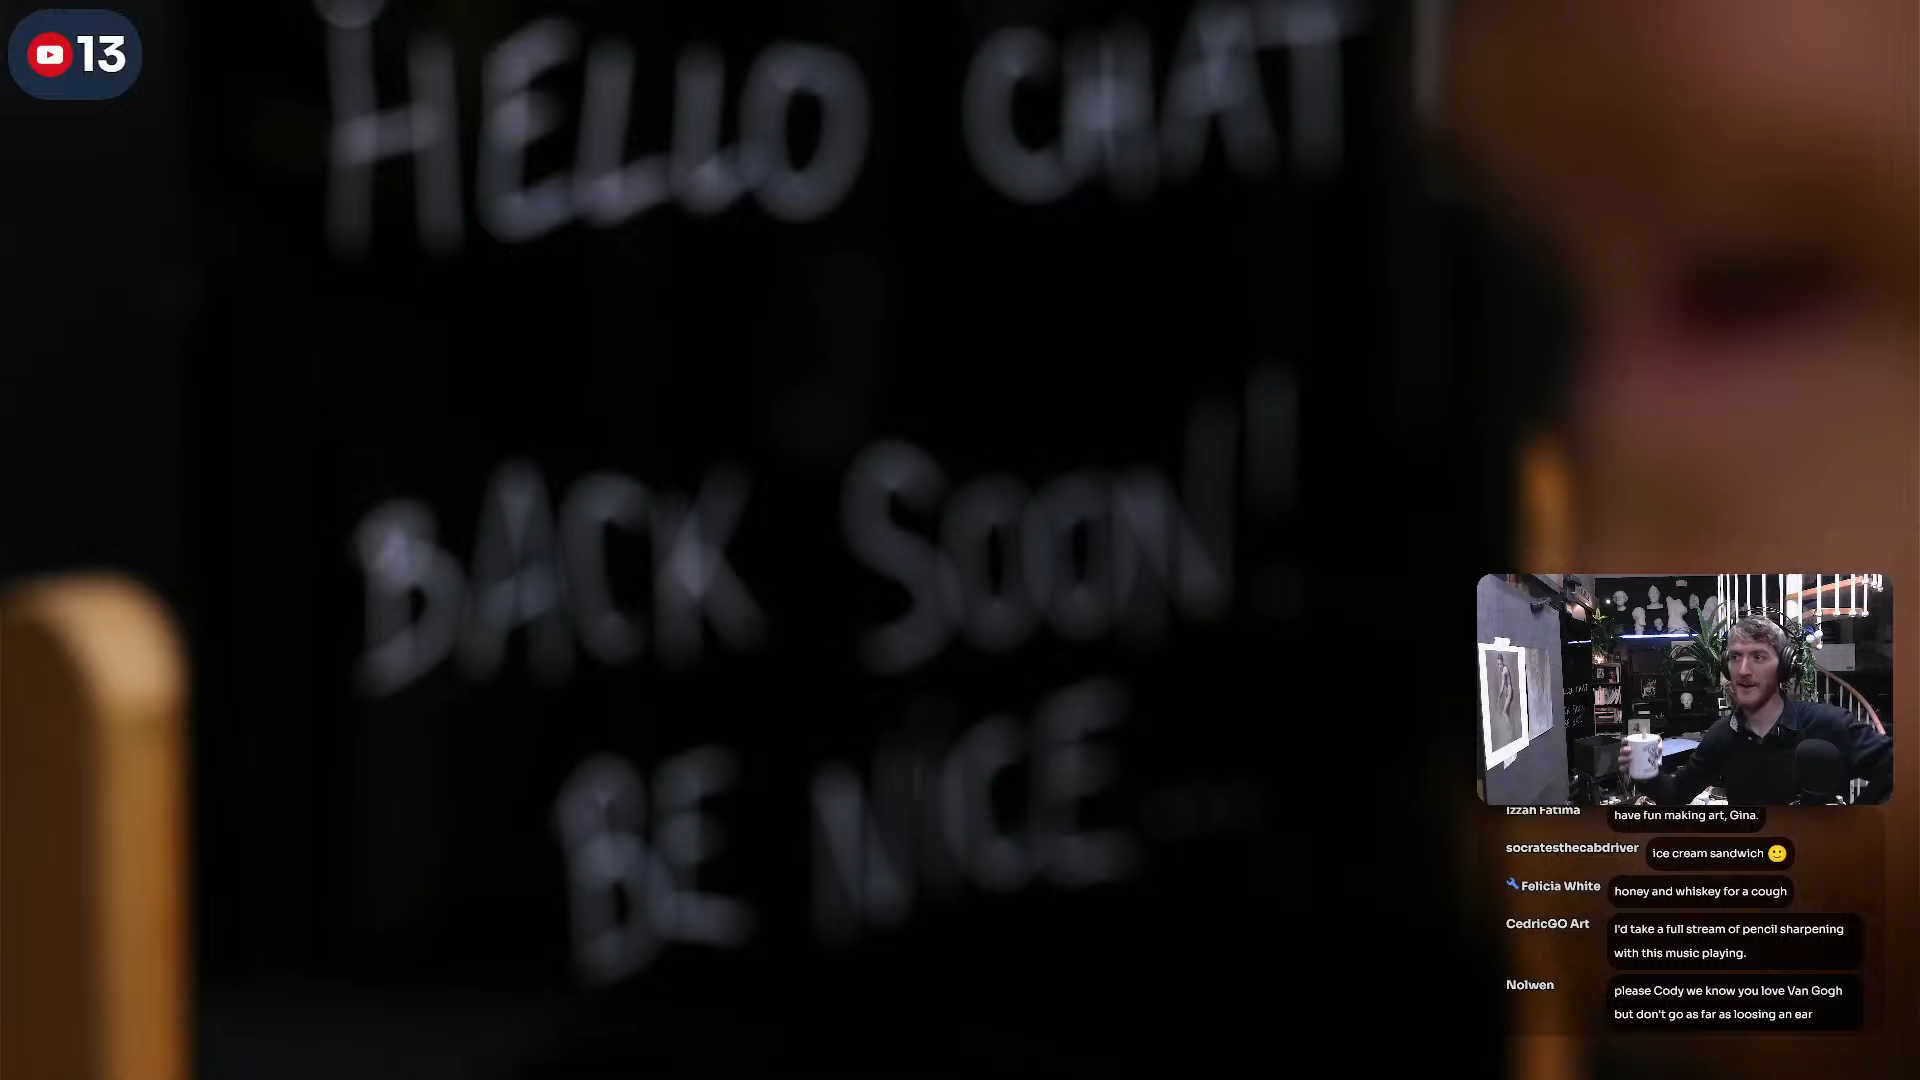 13
HELLO CHAT
BACK SOON!
BE NICE...
Izzah Fatima have fun making art, Gina.
socratesthecabdriver ice cream sandwich 🙂
Felicia White honey and whiskey for a cough
CedricGO Art I'd take a full stream of pencil sharpening
with this music playing.
Nolwen please Cody we know you love Van Gogh
but don't go as far as loosing an ear